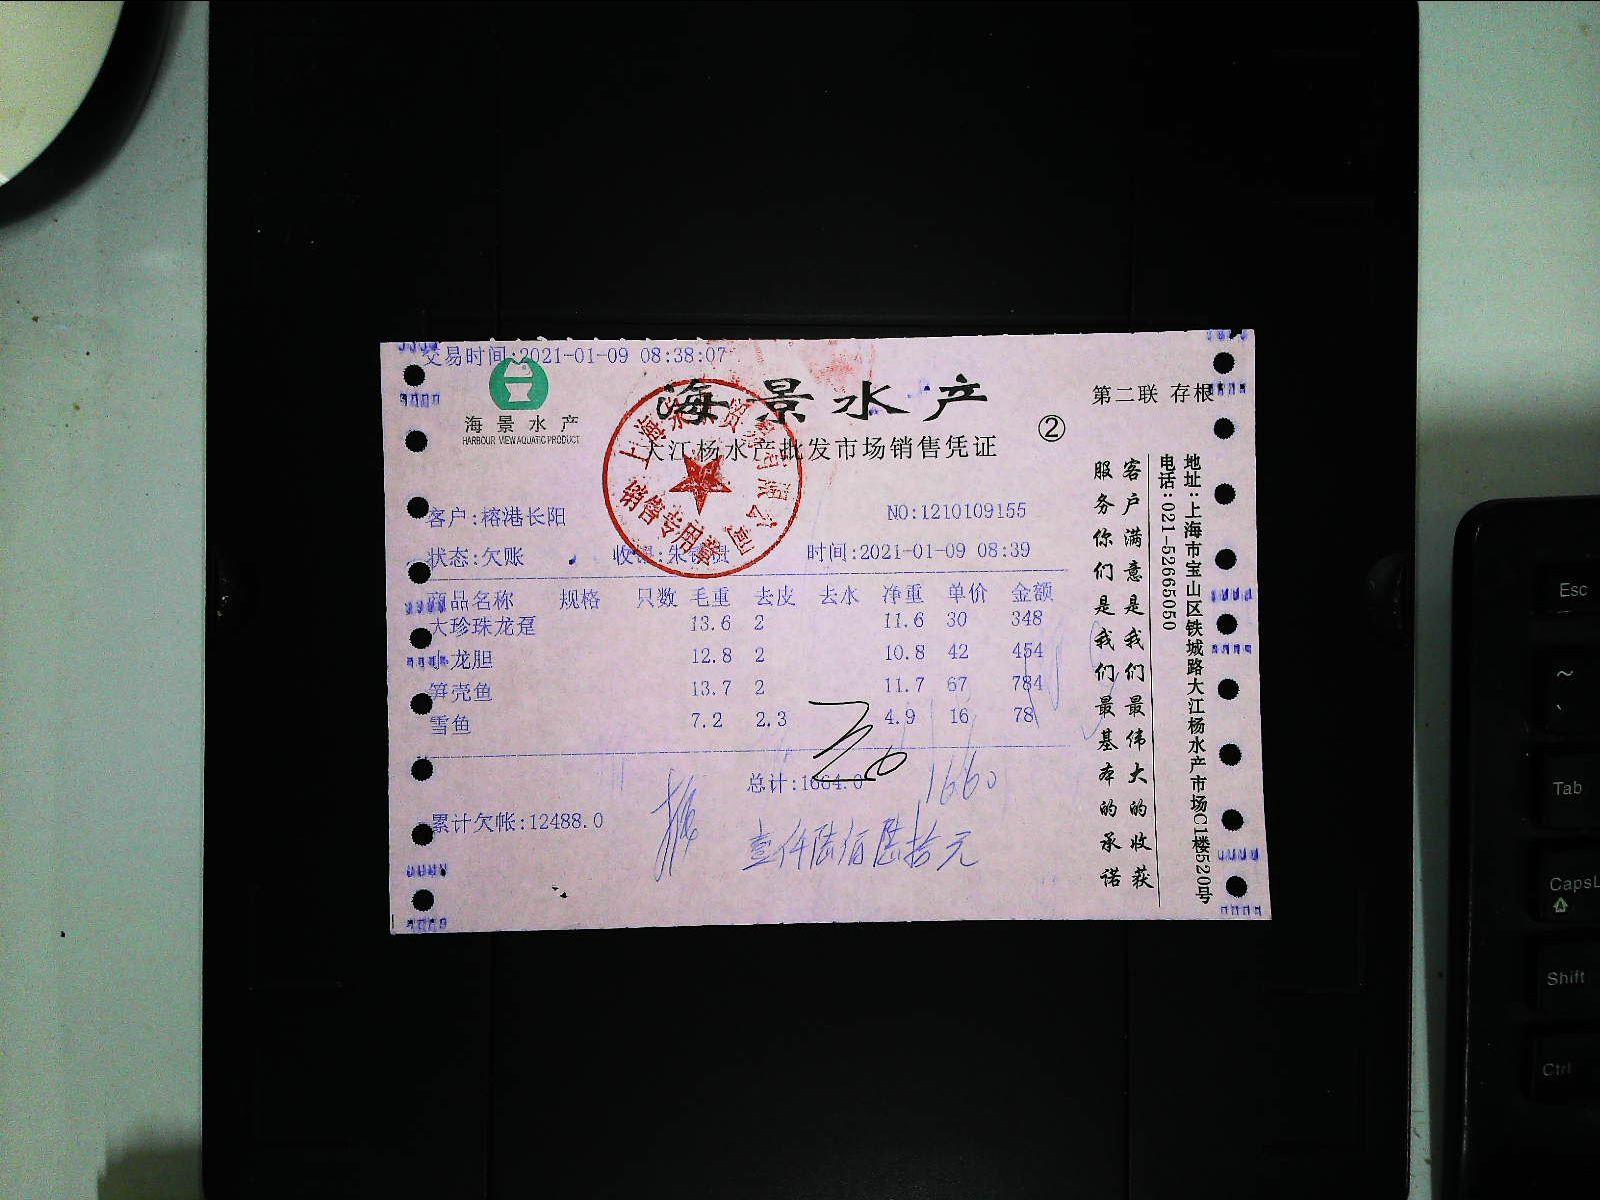 交易时间:2021-01-09 08:38:07
海景水产
HARBOUR VIEW AQUATIC PRODUCT
海景水产
大江杨水产批发市场销售凭证
②
第二联 存根
客户:榕港长阳
NO:1210109155
状态:欠账
时间:2021-01-09 08:39
商品名称 规格 只数 毛重 去皮 去水 净重 单价 金额
大珍珠龙趸 13.6 2 11.6 30 348
小龙胆 12.8 2 10.8 42 454
笋壳鱼 13.7 2 11.7 67 784
雪鱼 7.2 2.3 4.9 16 78
总计:1664.0
1660
累计欠帐:12488.0
壹仟陆佰陆拾元
销售专用章
客户满意是我们最伟大的收获
服务你们是我们最基本的承诺
地址:上海市宝山区铁城路大江杨水产市场C1楼520号
电话:021-52665050
Esc
~
Tab
CapsL
Shift
Ctrl